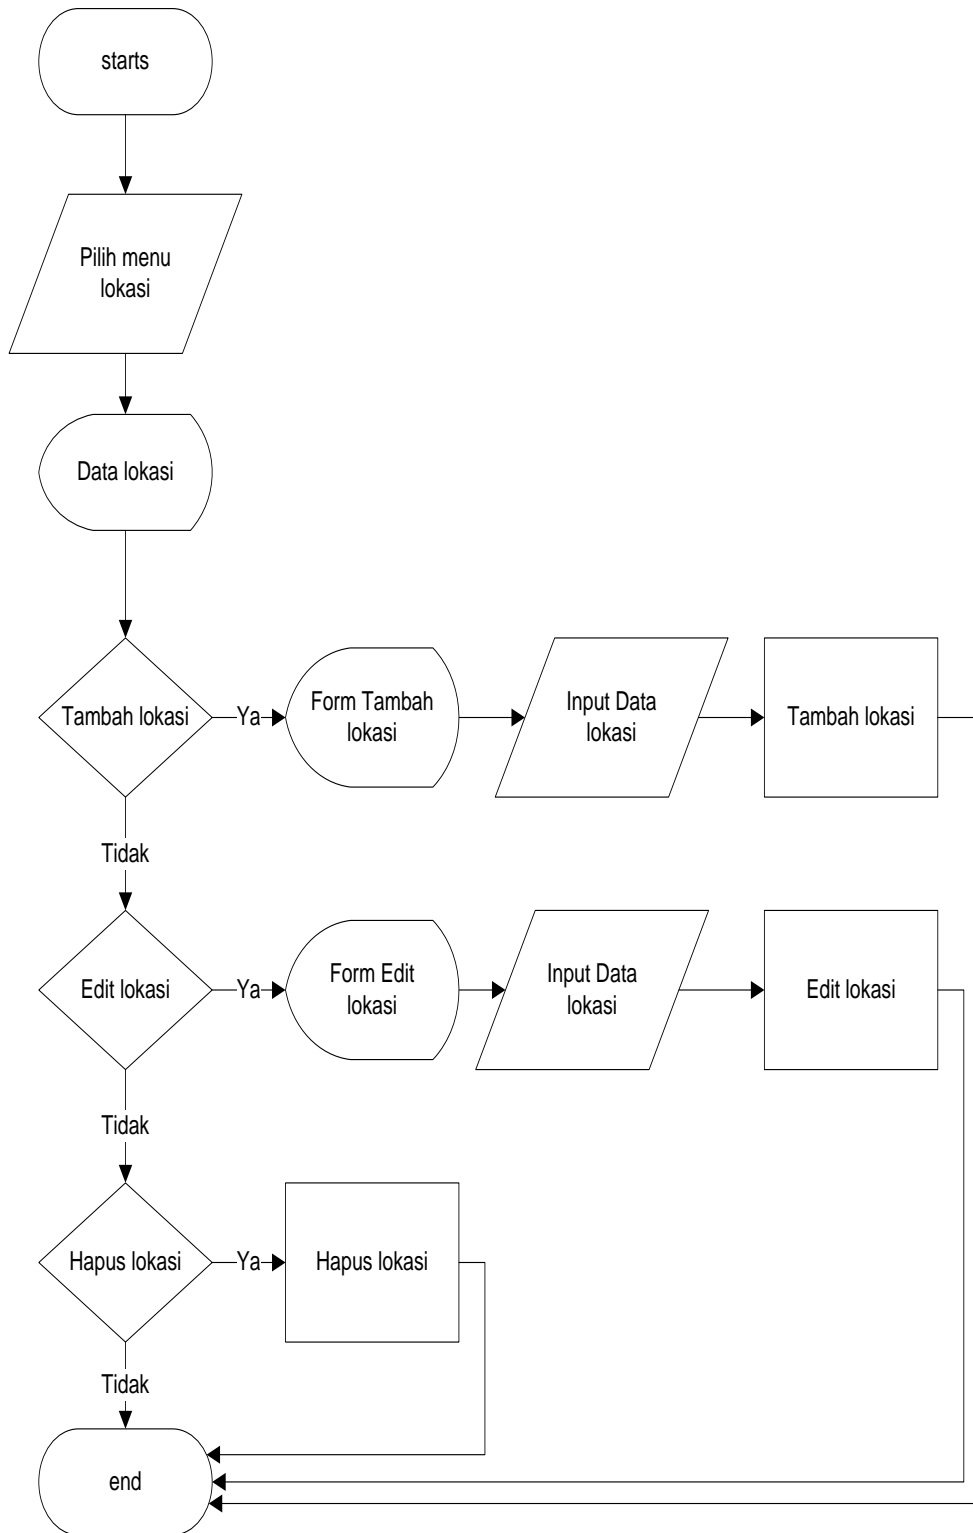 starts
Pilih menu
lokasi
Data lokasi
Tambah lokasi
Ya
Form Tambah
lokasi
Input Data
lokasi
Tambah lokasi
Tidak
Edit lokasi
Ya
Form Edit
lokasi
Input Data
lokasi
Edit lokasi
Tidak
Hapus lokasi
Ya
Hapus lokasi
Tidak
end